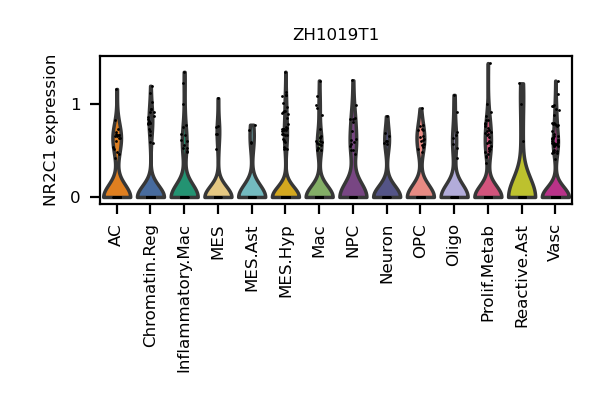 ZH1019T1
NR2C1 expression
1
0
AC
Chromatin.Reg
Inflammatory.Mac
MES
MES.Ast
MES.Hyp
Mac
NPC
Neuron
OPC
Oligo
Prolif.Metab
Reactive.Ast
Vasc